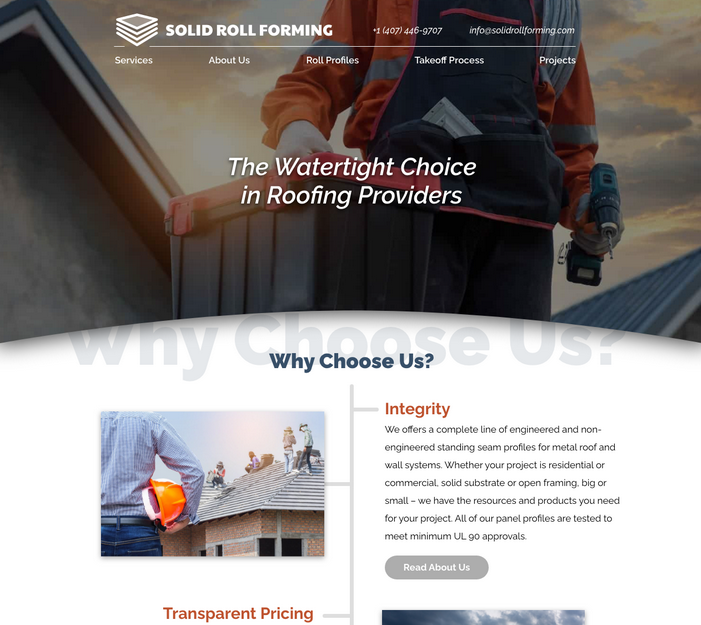 SOLID ROLL FORMING
+1 (407) 446-9707
info@solidrollforming.com
Services
About Us
Roll Profiles
Takeoff Process
Projects
The Watertight Choice
in Roofing Providers
Why Choose Us?
Why Choose Us?
Integrity
We offers a complete line of engineered and non-
engineered standing seam profiles for metal roof and
wall systems. Whether your project is residential or
commercial, solid substrate or open framing, big or
small – we have the resources and products you need
for your project. All of our panel profiles are tested to
meet minimum UL 90 approvals.
Read About Us
Transparent Pricing